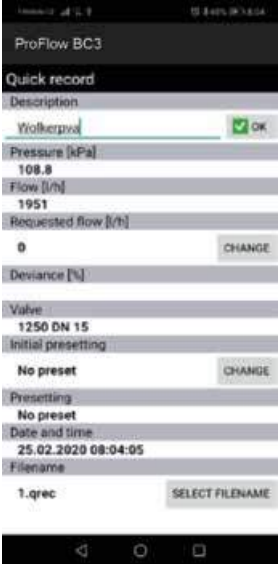 ProFlow BC3
Quick record
Description
Wolkerpva
OK
Pressure [kPa]
108.8
Flow [l/h]
1951
Requested flow [l/h]
0
CHANGE
Deviance [%]
Valve
1250 DN 15
Initial presetting
No preset
CHANGE
Presetting
No preset
Date and time
25.02.2020 08:04:05
Filename
1.qrec
SELECT FILENAME